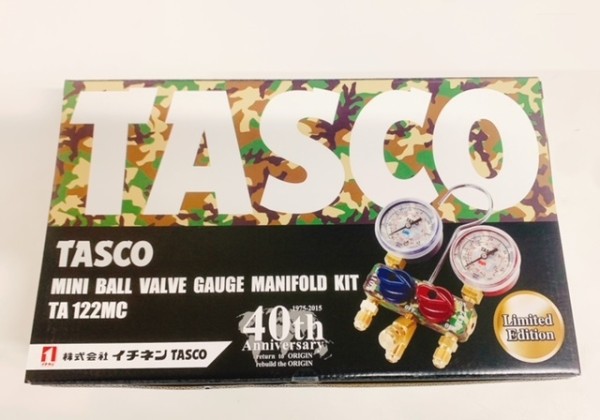 TASCO
TASCO
MINI BALL VALVE GAUGE MANIFOLD KIT
TA 122MC
1975-2015
40th
Anniversary
return to ORIGIN
rebuild the ORIGIN
Limited
Edition
株式会社 イチネン TASCO